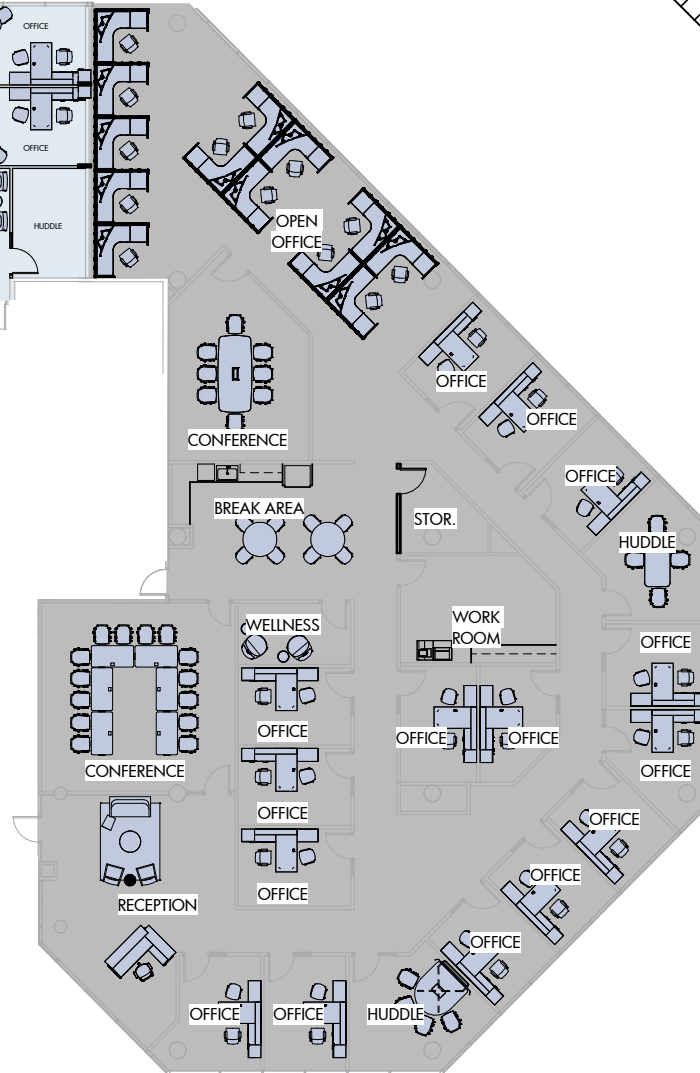 OFFICE
OFFICE
HUDDLE
OPEN
OFFICE
OFFICE
OFFICE
CONFERENCE
OFFICE
BREAK AREA
STOR.
HUDDLE
WELLNESS
WORK
ROOM
OFFICE
OFFICE
OFFICE
OFFICE
CONFERENCE
OFFICE
OFFICE
OFFICE
OFFICE
OFFICE
RECEPTION
OFFICE
OFFICE
OFFICE
HUDDLE